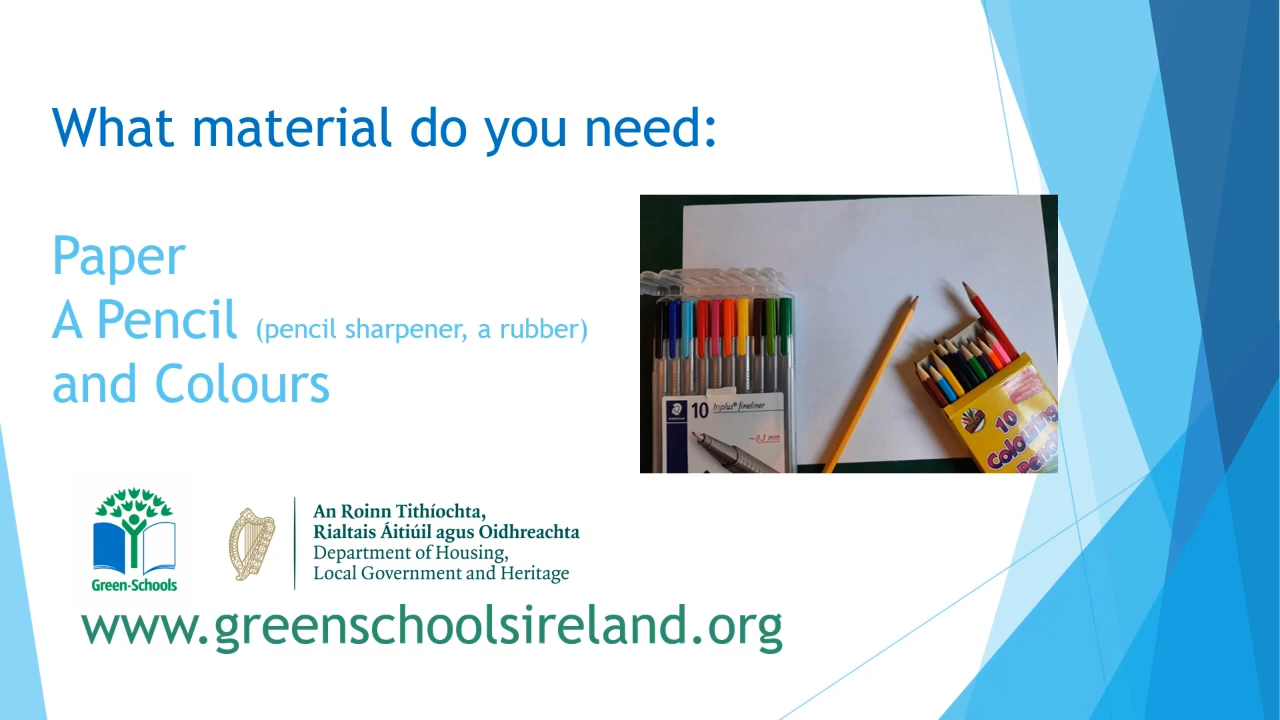 What material do you need:
Paper
A Pencil (pencil sharpener, a rubber)
and Colours
10 triplus® fineliner
~0.3 mm
STAEDTLER
10
Colouring
Penc
Green-Schools
An Roinn Tithíochta,
Rialtais Áitiúil agus Oidhreachta
Department of Housing,
Local Government and Heritage
www.greenschoolsireland.org